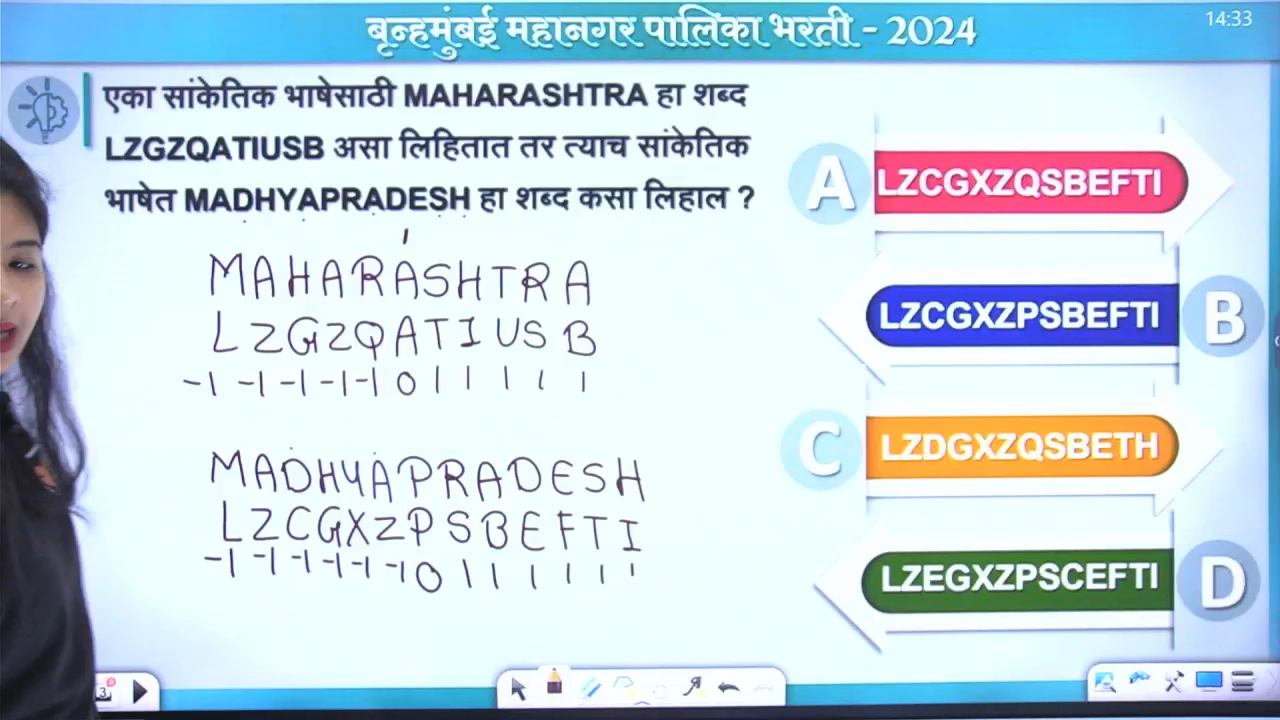 बृन्हमुंबई महानगर पालिका भरती - 2024
14:33
एका सांकेतिक भाषेसाठी MAHARASHTRA हा शब्द
LZGZQATIUSB असा लिहितात तर त्याच सांकेतिक
भाषेत MADHYAPRADESH हा शब्द कसा लिहाल ?
MAHARASHTRA
LZGZQATIUSB
-1 -1 -1 -1 -1 0 1 1 1 1 1
MADHYAPRADESH
LZCGXZPSBEFTI
-1 -1 -1 -1 -1 -1 0 1 1 1 1 1 1
A LZCGXZQSBEFTI
LZCGXZPSBEFTI B
C LZDGXZQSBETH
LZEGXZPSCEFTI D
3